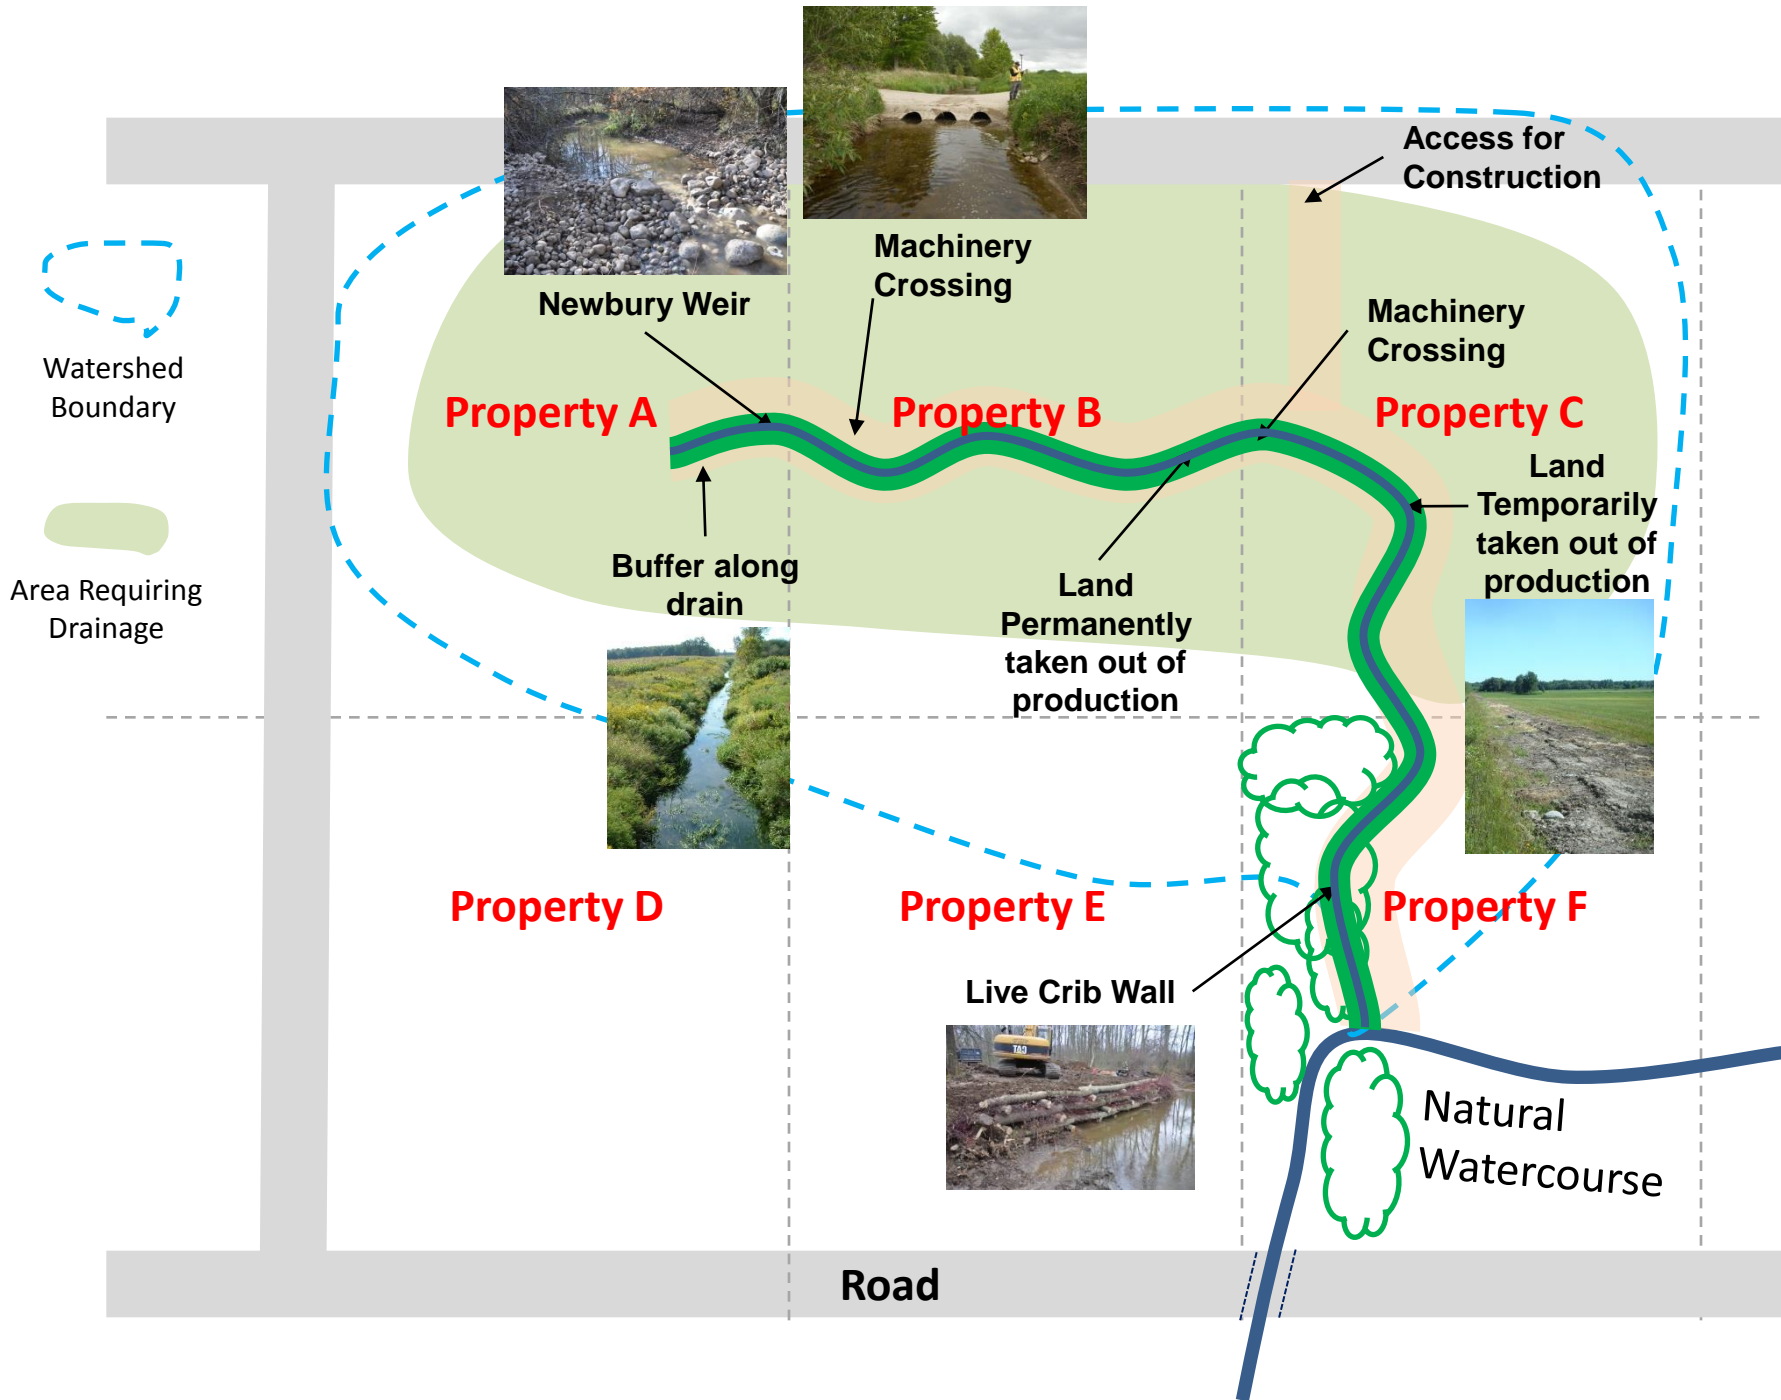 Access for
Construction
Machinery
Crossing
Newbury Weir
Machinery
Crossing
Watershed
Boundary
Property A
Property B
Property C
Land
Temporarily
taken out of
production
Area Requiring
Drainage
Buffer along
drain
Land
Permanently
taken out of
production
Property D
Property E
Property F
Live Crib Wall
Natural
Watercourse
Road